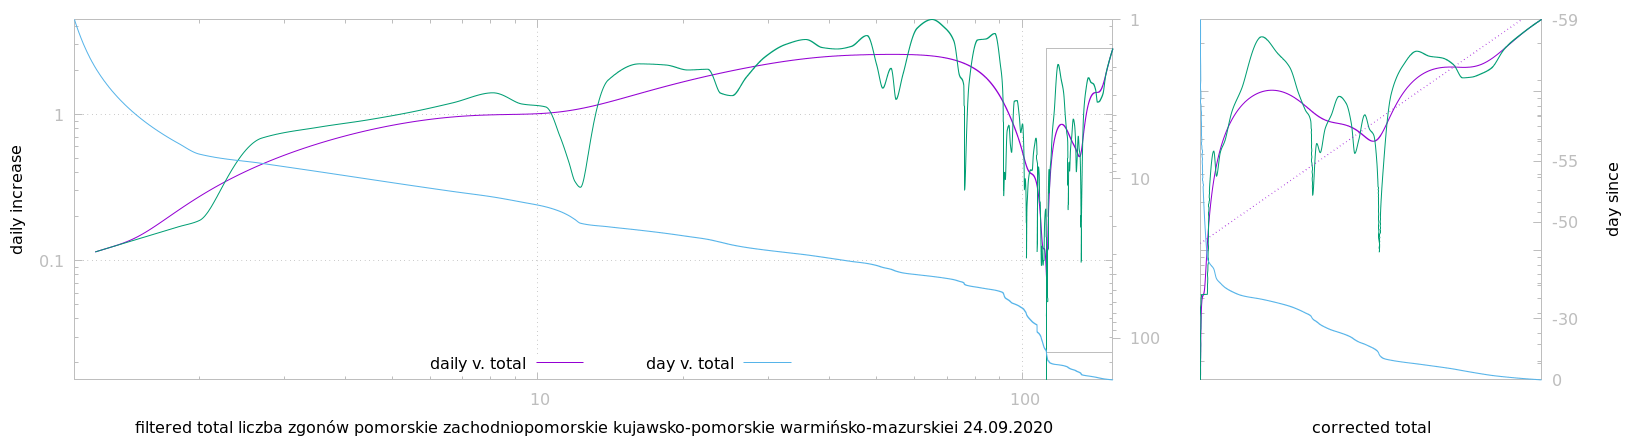 1
-59
1
daily increase
10
-55
-50
day since
0.1
-30
daily v. total
day v. total
100
0
10
100
filtered total liczba zgonów pomorskie zachodniopomorskie kujawsko-pomorskie warmińsko-mazurskiei 24.09.2020
corrected total